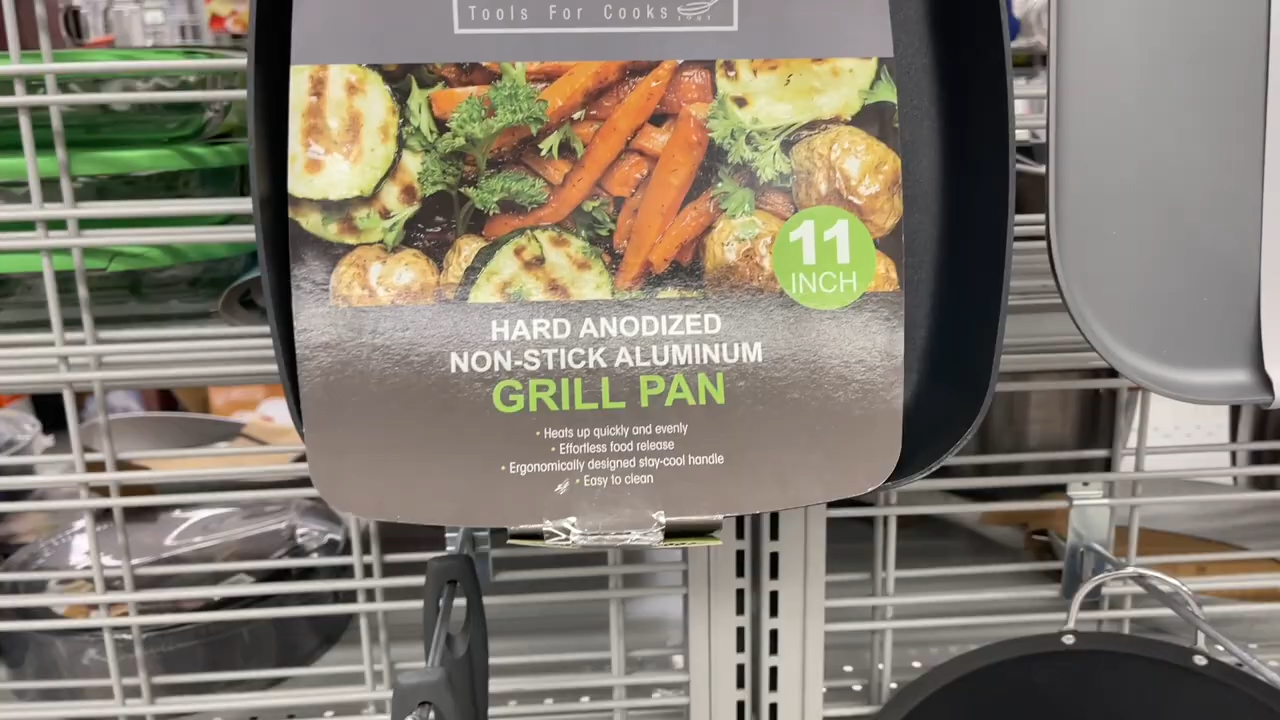 Tools For Cooks
11
INCH
HARD ANODIZED
NON-STICK ALUMINUM
GRILL PAN
• Heats up quickly and evenly
• Effortless food release
• Ergonomically designed stay-cool handle
• Easy to clean